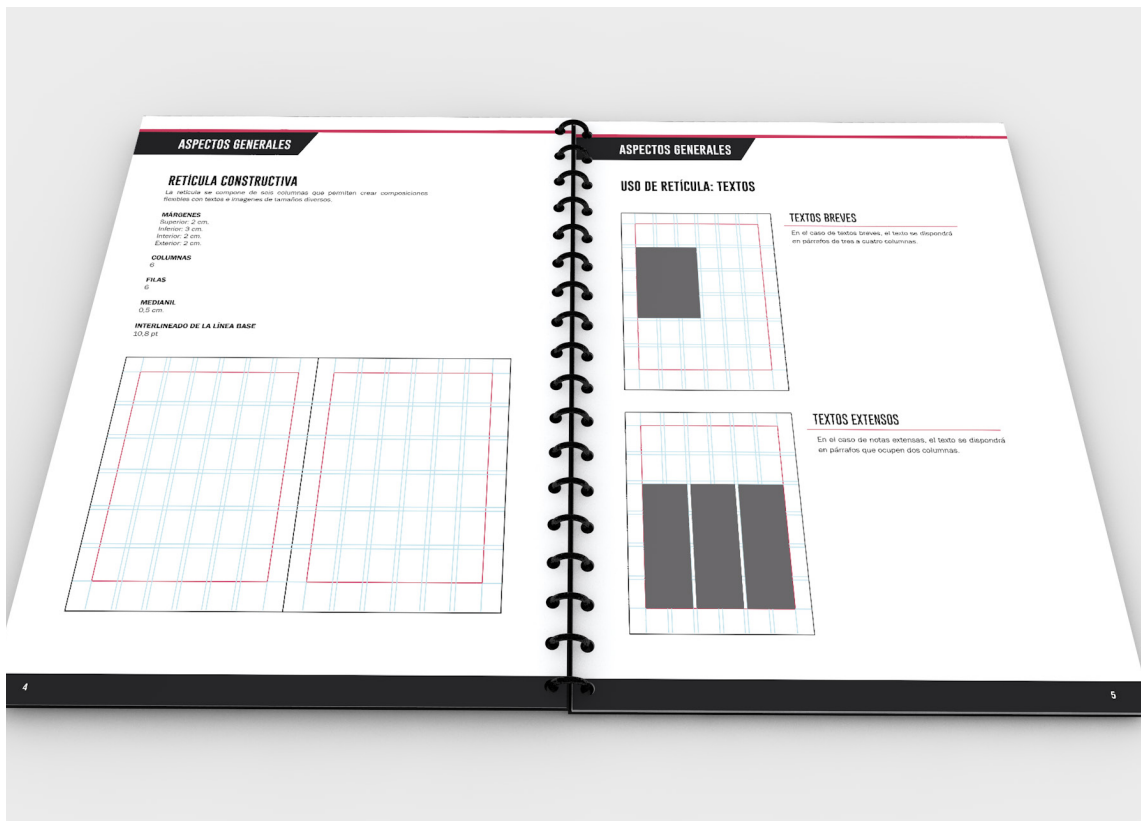 ASPECTOS GENERALES
RETÍCULA CONSTRUCTIVA
La retícula se compone de seis columnas que permiten crear composiciones
flexibles con textos e imagenes de tamaños diversos.
MÁRGENES
Superior: 2 cm.
Inferior: 3 cm.
Interior: 2 cm.
Exterior: 2 cm.
COLUMNAS
6
FILAS
6
MEDIANIL
0,5 cm.
INTERLINEADO DE LA LÍNEA BASE
10,8 pt
4
ASPECTOS GENERALES
USO DE RETÍCULA: TEXTOS
TEXTOS BREVES
En el caso de textos breves, el texto se dispondrá
en párrafos de tres a cuatro columnas.
TEXTOS EXTENSOS
En el caso de notas extensas, el texto se dispondrá
en párrafos que ocupen dos columnas.
5